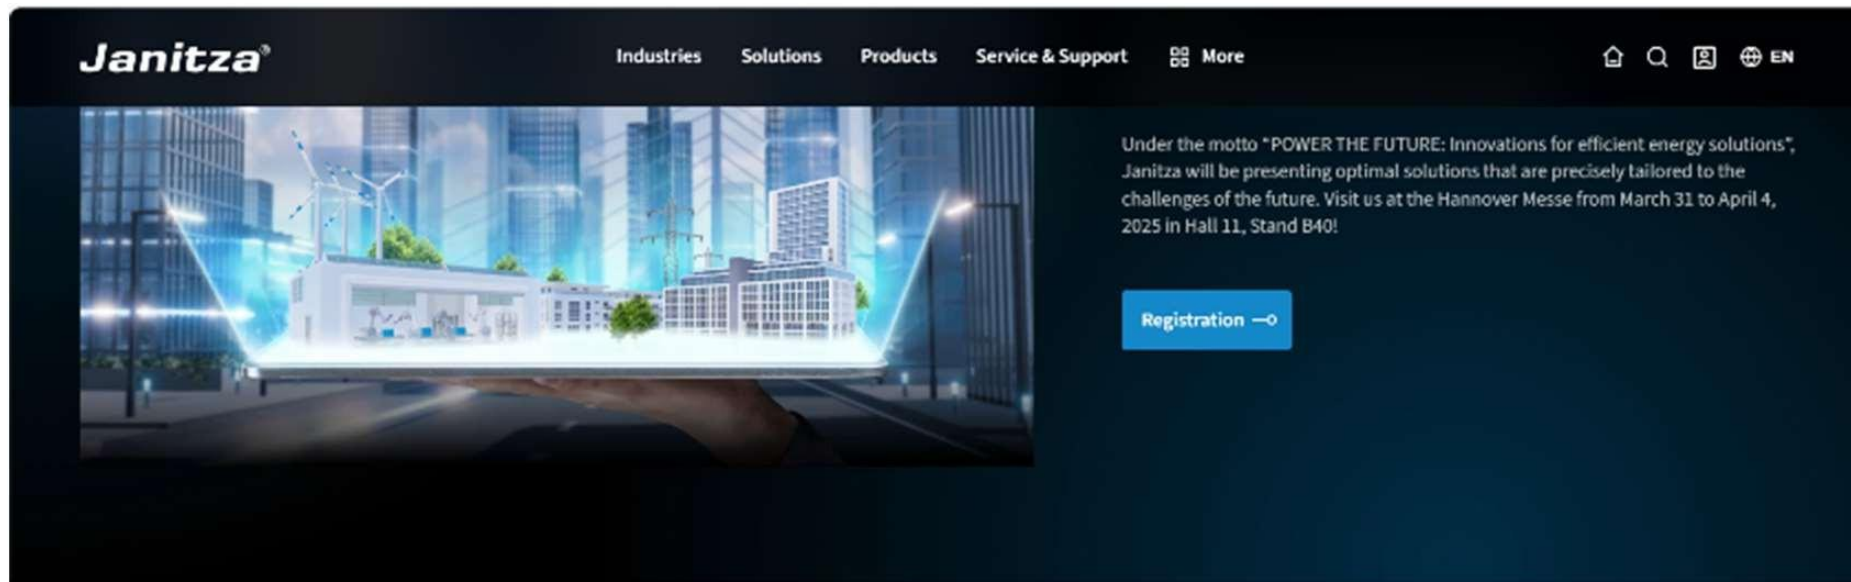 Janitza®
Industries Solutions Products Service & Support More EN
Under the motto "POWER THE FUTURE: Innovations for efficient energy solutions",
Janitza will be presenting optimal solutions that are precisely tailored to the
challenges of the future. Visit us at the Hannover Messe from March 31 to April 4,
2025 in Hall 11, Stand B40!
Registration